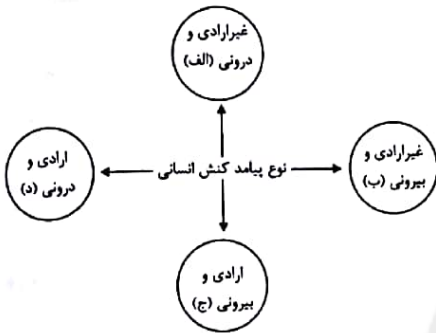 غیرارادی و
درونی (الف)
غیرارادی و
بیرونی (ب)
نوع پیامد کنش انسانی
ارادی و
درونی (د)
ارادی و
بیرونی (ج)